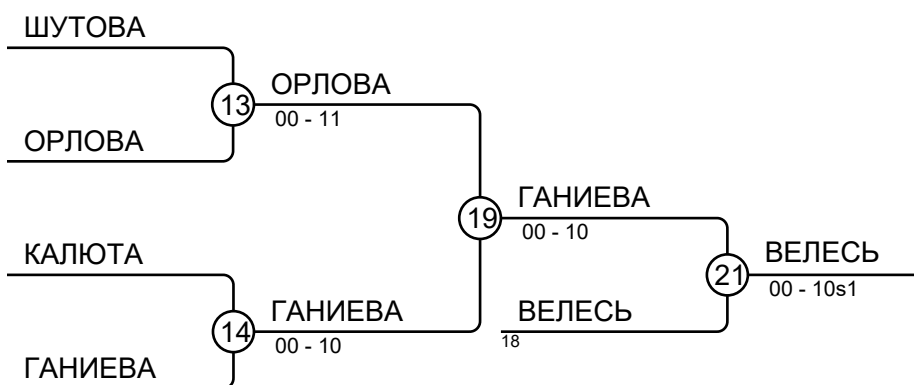 ШУТОВА
13
ОРЛОВА
00 - 11
ОРЛОВА
19
ГАНИЕВА
00 - 10
КАЛЮТА
21
ВЕЛЕСЬ
00 - 10s1
14
ГАНИЕВА
00 - 10
ВЕЛЕСЬ
18
ГАНИЕВА